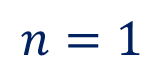 n = 1